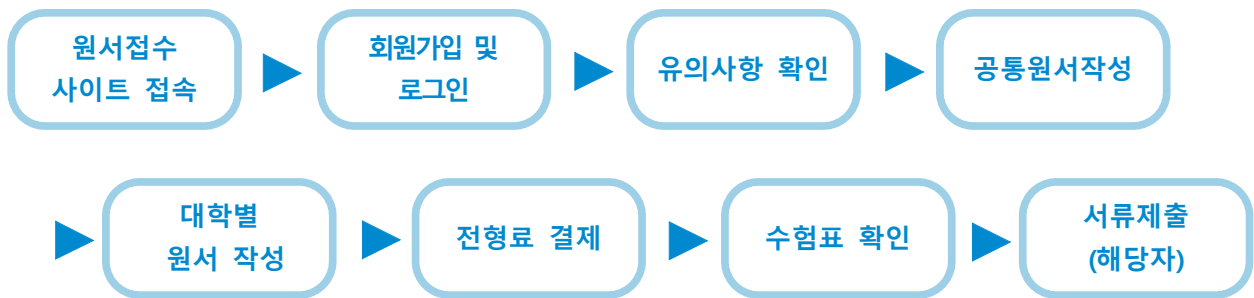 원서접수
사이트 접속
회원가입 및
로그인
유의사항 확인
공통원서작성
대학별
원서 작성
전형료 결제
수험표 확인
서류제출
(해당자)